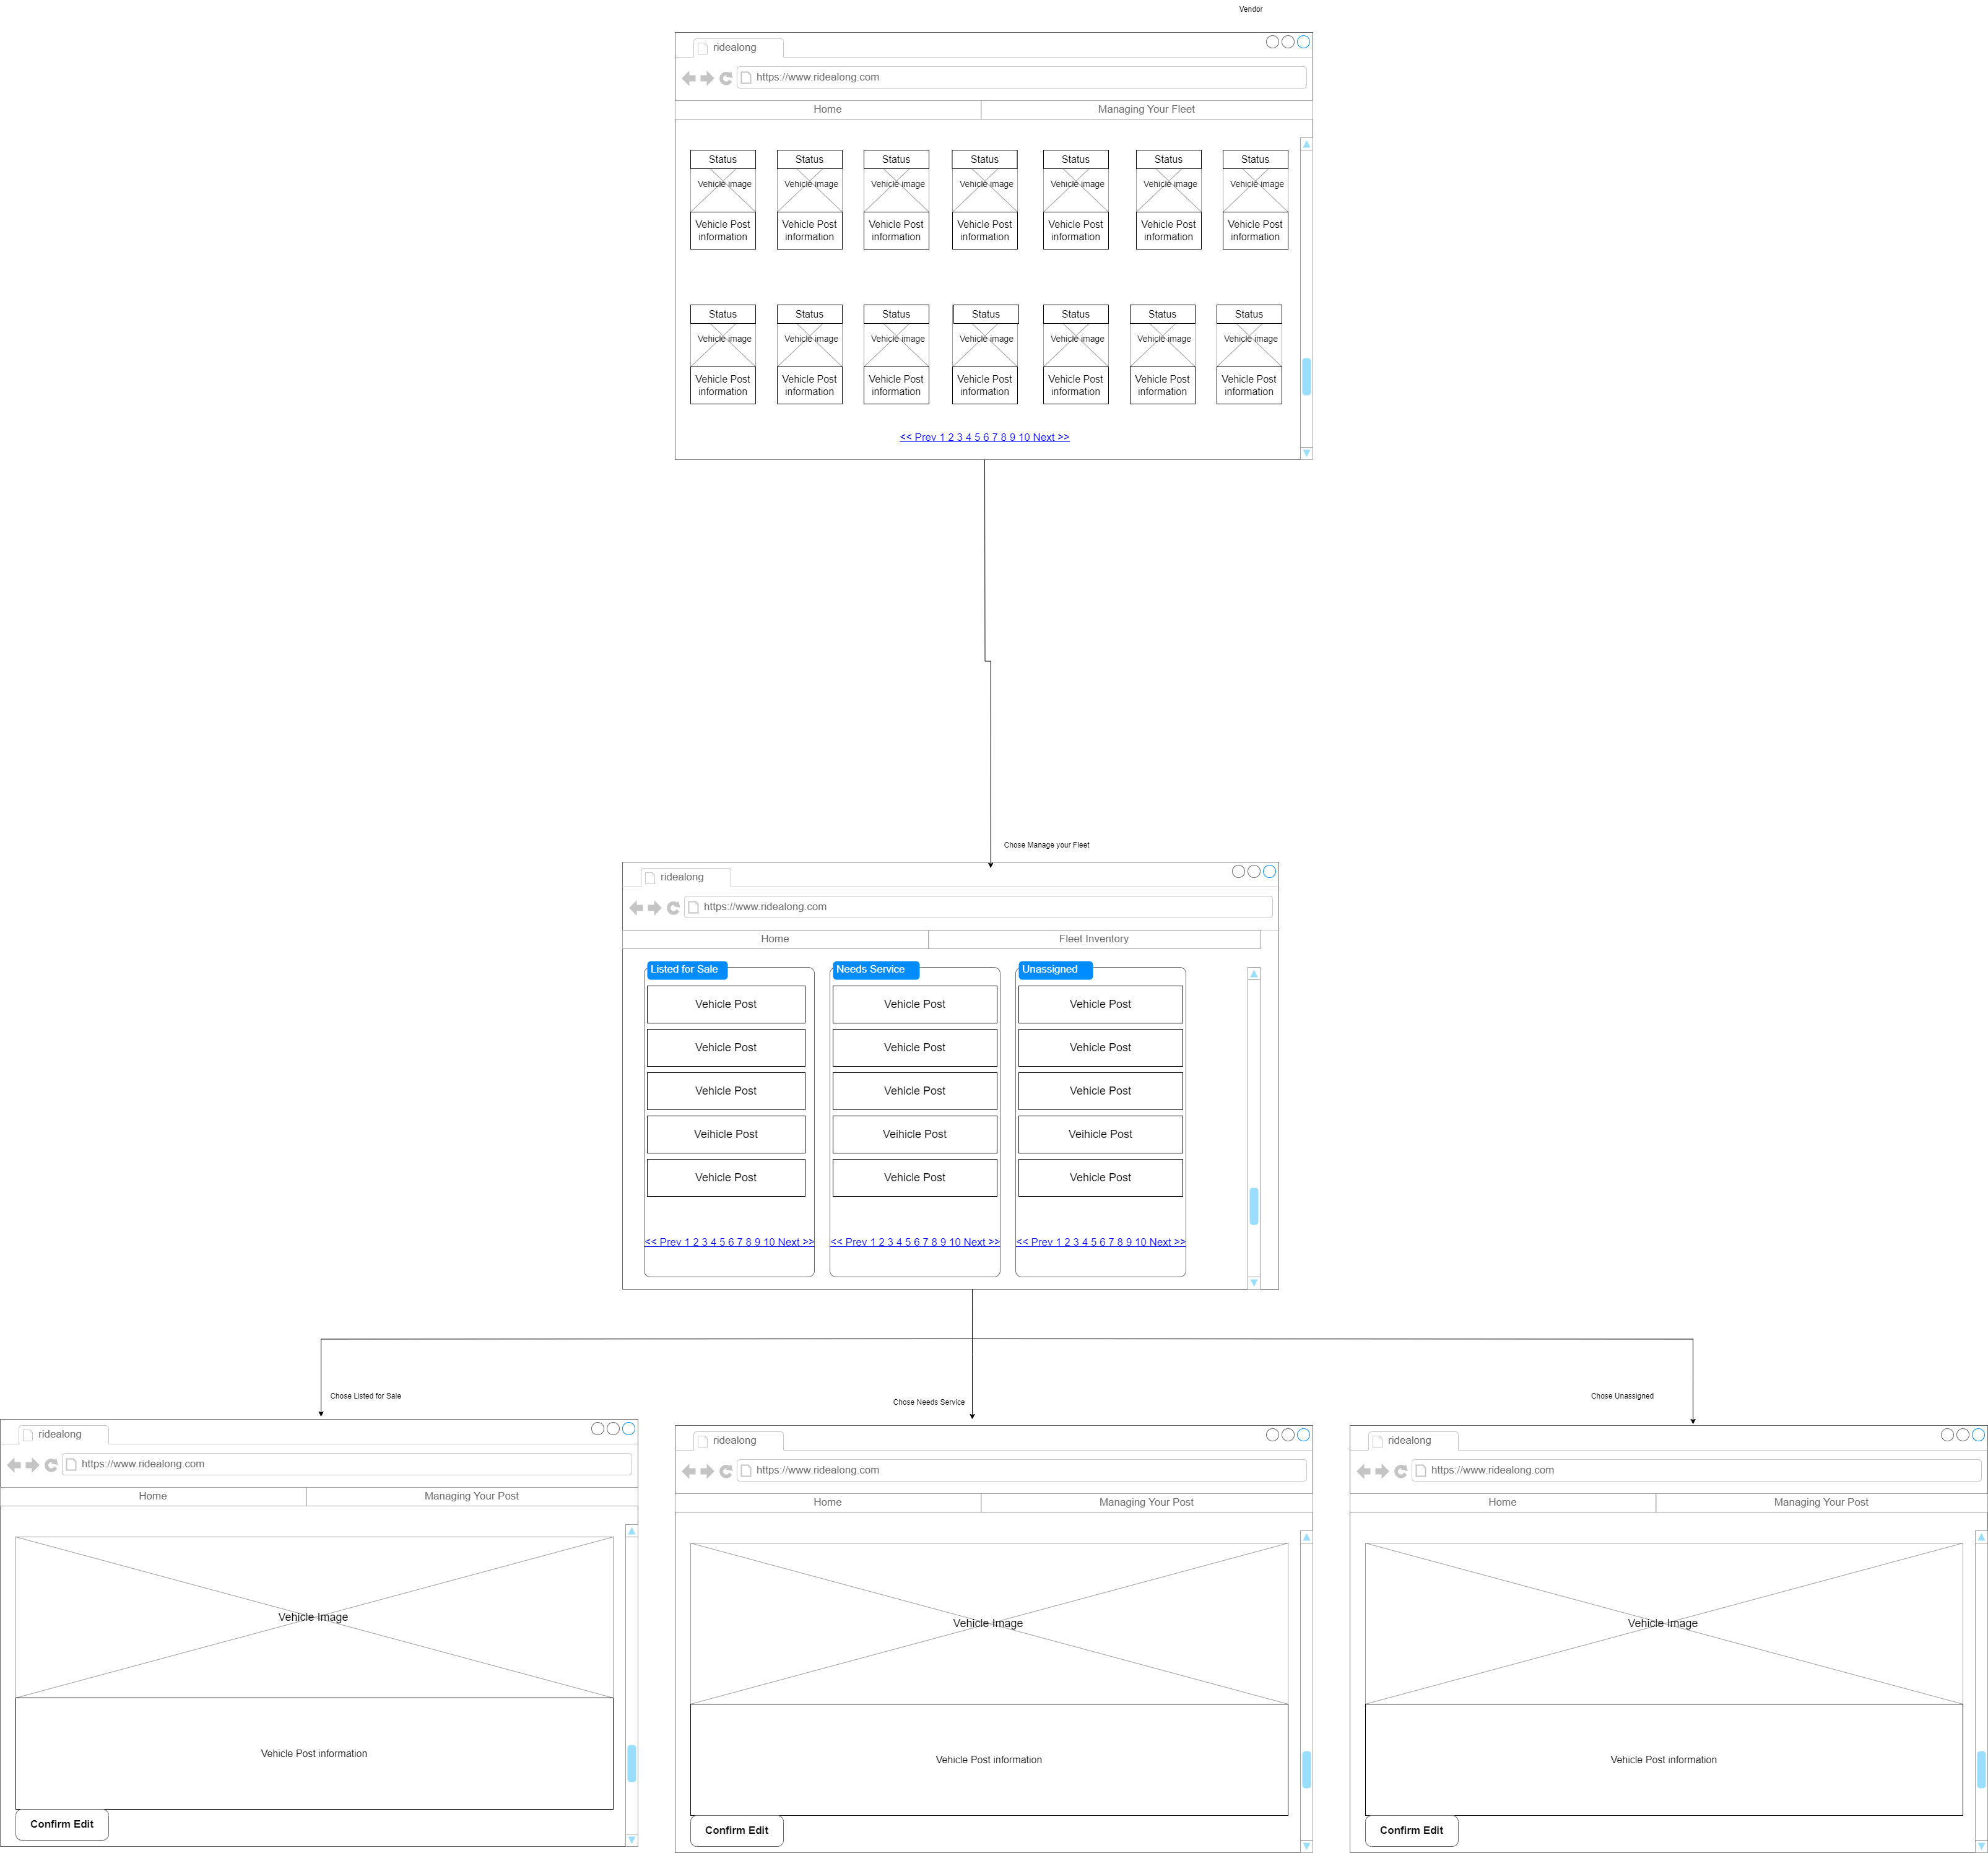 Vendor
ridealong
https://www.ridealong.com
Home Managing Your Fleet
Status Status Status Status Status Status Status
Vehicle image Vehicle image Vehicle image Vehicle image Vehicle image Vehicle image Vehicle image
Vehicle Post Vehicle Post Vehicle Post Vehicle Post Vehicle Post Vehicle Post Vehicle Post
information information information information information information information
Status Status Status Status Status Status Status
Vehicle image Vehicle image Vehicle image Vehicle image Vehicle image Vehicle image Vehicle image
Vehicle Post Vehicle Post Vehicle Post Vehicle Post Vehicle Post Vehicle Post Vehicle Post
information information information information information information information
<< Prev 1 2 3 4 5 6 7 8 9 10 Next >>
Chose Manage your Fleet
ridealong
https://www.ridealong.com
Home Fleet Inventory
Listed for Sale Needs Service Unassigned
Vehicle Post Vehicle Post Vehicle Post
Vehicle Post Vehicle Post Vehicle Post
Vehicle Post Vehicle Post Vehicle Post
Veihicle Post Veihicle Post Veihicle Post
Vehicle Post Vehicle Post Vehicle Post
<< Prev 1 2 3 4 5 6 7 8 9 10 Next >> << Prev 1 2 3 4 5 6 7 8 9 10 Next >> << Prev 1 2 3 4 5 6 7 8 9 10 Next >>
Chose Listed for Sale
ridealong
https://www.ridealong.com
Home Managing Your Post
Vehicle Image
Vehicle Post information
Confirm Edit
Chose Needs Service
ridealong
https://www.ridealong.com
Home Managing Your Post
Vehicle Image
Vehicle Post information
Confirm Edit
Chose Unassigned
ridealong
https://www.ridealong.com
Home Managing Your Post
Vehicle Image
Vehicle Post information
Confirm Edit